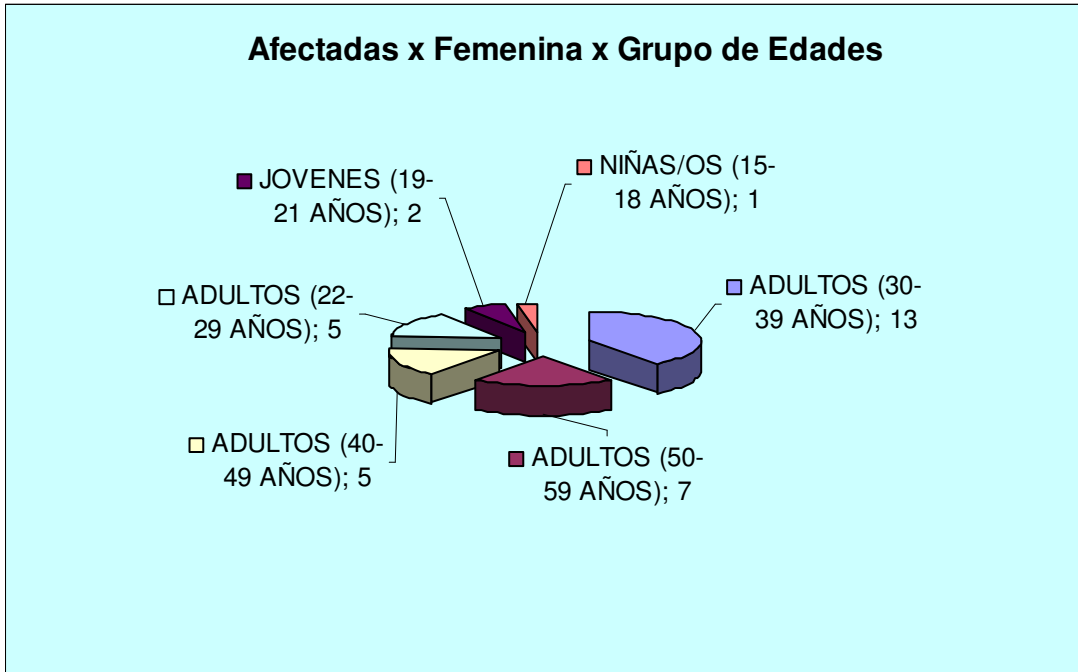 Afectadas x Femenina x Grupo de Edades
NIÑAS/OS (15-
18 AÑOS); 1
JOVENES (19-
21 AÑOS); 2
ADULTOS (30-
39 AÑOS); 13
ADULTOS (22-
29 AÑOS); 5
ADULTOS (40-
49 AÑOS); 5
ADULTOS (50-
59 AÑOS); 7